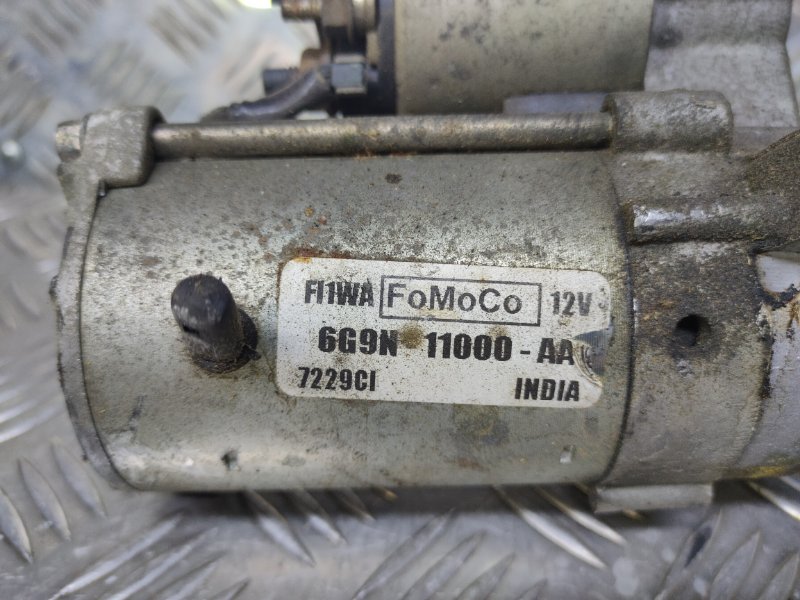 FI1WA FoMoCo 12V
6G9N 11000-AA
7229CI INDIA